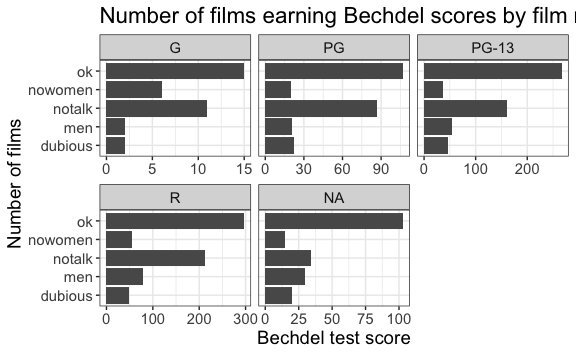 Number of films earning Bechdel scores by film
G PG PG-13
ok
nowomen
notalk
men
dubious
0 5 10 15 0 30 60 90 0 100 200
R NA
ok
nowomen
notalk
men
dubious
0 100 200 300 0 25 50 75 100
Number of films
Bechdel test score